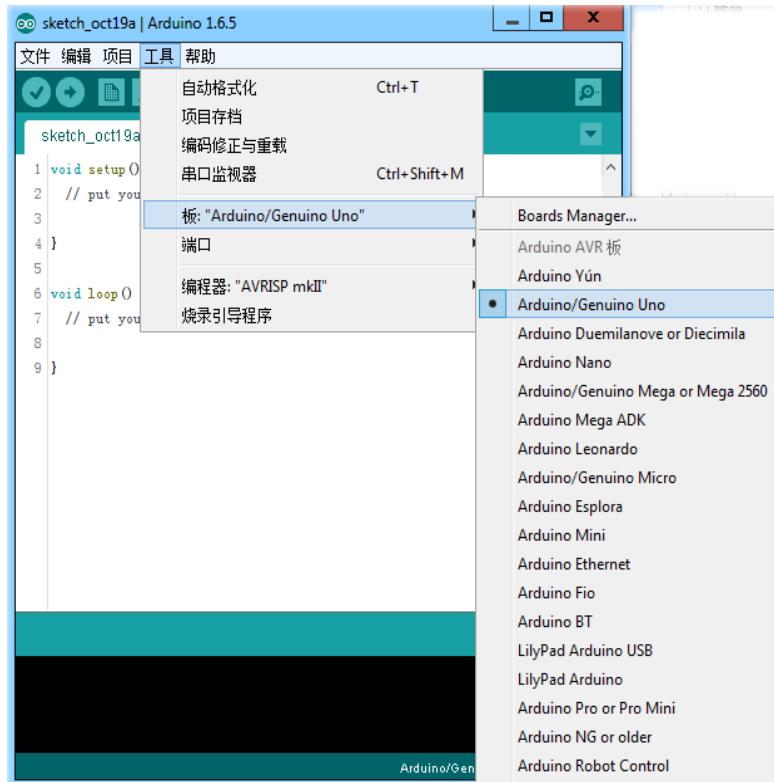 sketch_oct19a | Arduino 1.6.5
文件 编辑 项目 工具 帮助
自动格式化 Ctrl+T
项目存档
编码修正与重载
串口监视器 Ctrl+Shift+M
板: "Arduino/Genuino Uno"
端口
编程器: "AVRISP mkII"
烧录引导程序
sketch_oct19a
1 void setup()
2 // put you
3
4 }
5
6 void loop()
7 // put you
8
9 }
Boards Manager...
Arduino AVR 板
Arduino Yún
Arduino/Genuino Uno
Arduino Duemilanove or Diecimila
Arduino Nano
Arduino/Genuino Mega or Mega 2560
Arduino Mega ADK
Arduino Leonardo
Arduino/Genuino Micro
Arduino Esplora
Arduino Mini
Arduino Ethernet
Arduino Fio
Arduino BT
LilyPad Arduino USB
LilyPad Arduino
Arduino Pro or Pro Mini
Arduino NG or older
Arduino Robot Control
Arduino/Gen